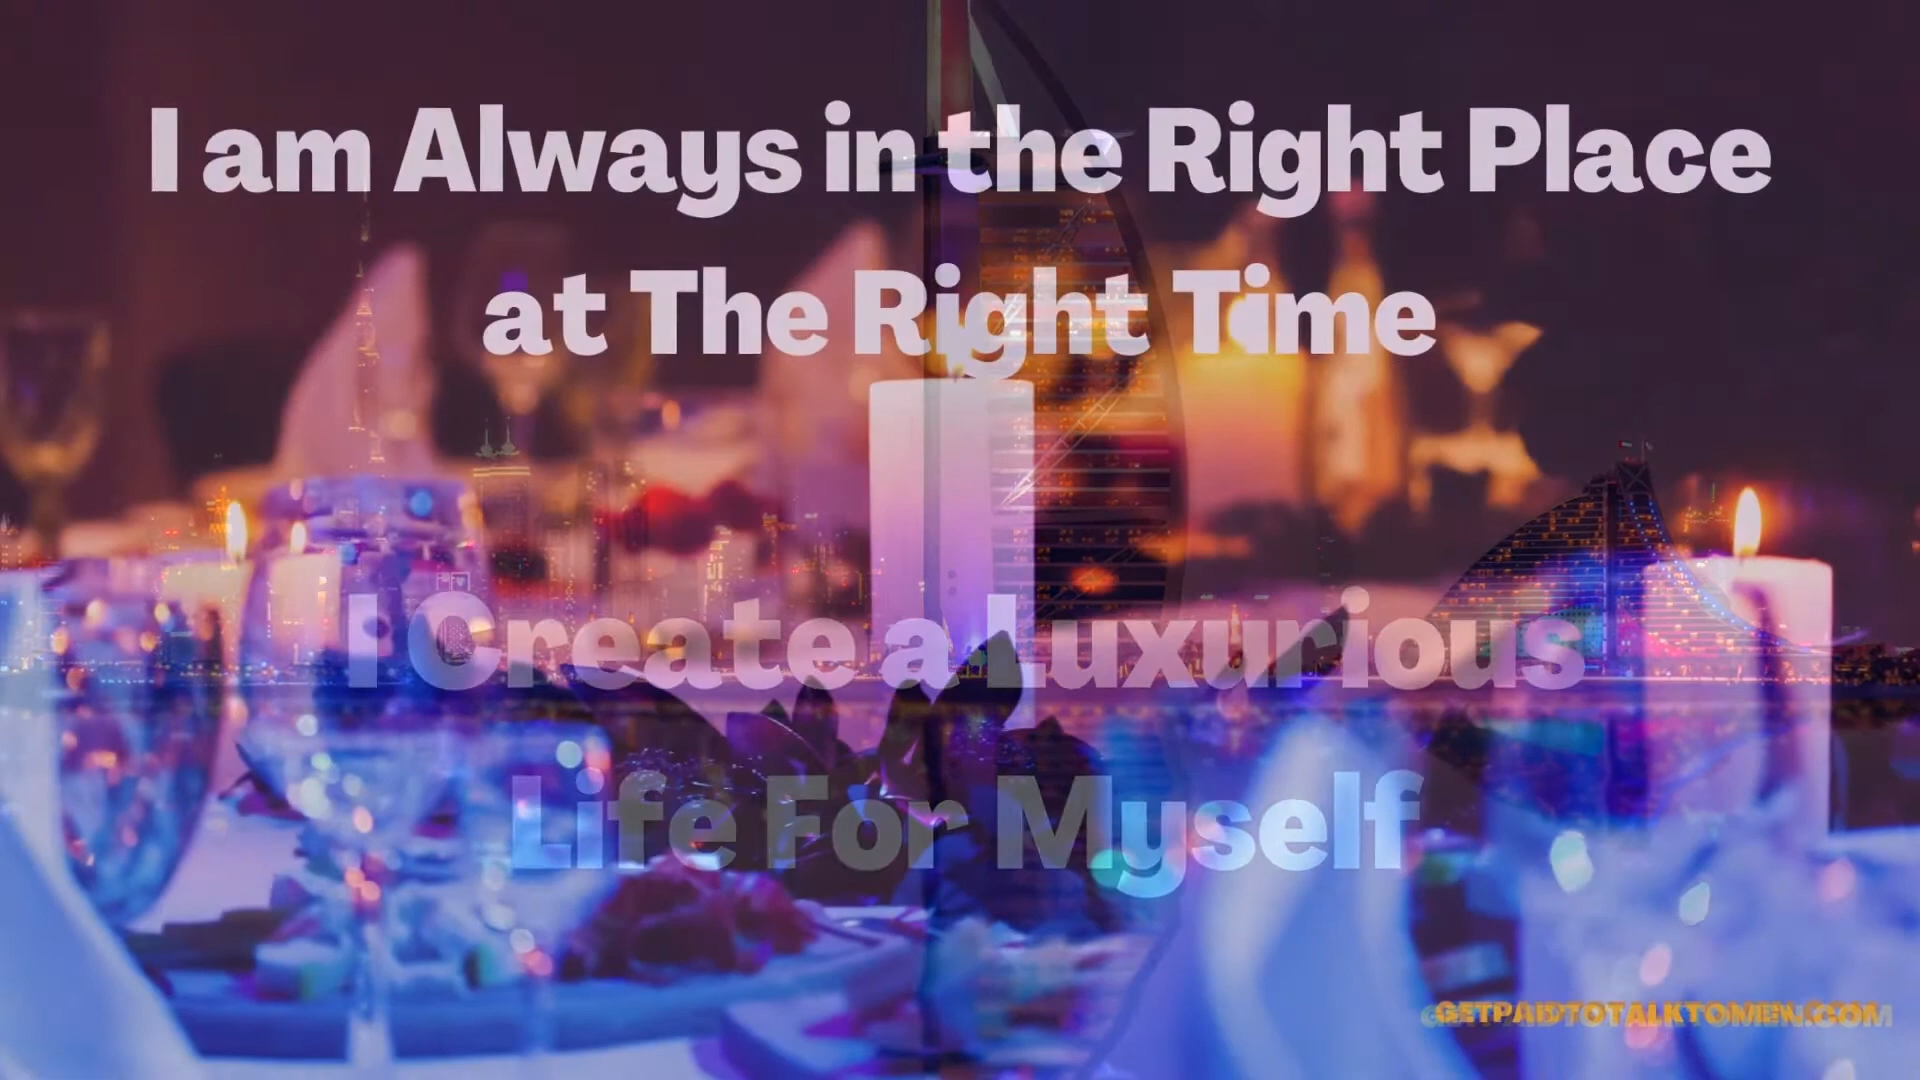 I am Always in the Right Place
at The Right Time
I Create a Luxurious
Life For Myself
GETPAIDTOTALKTOMEN.COM